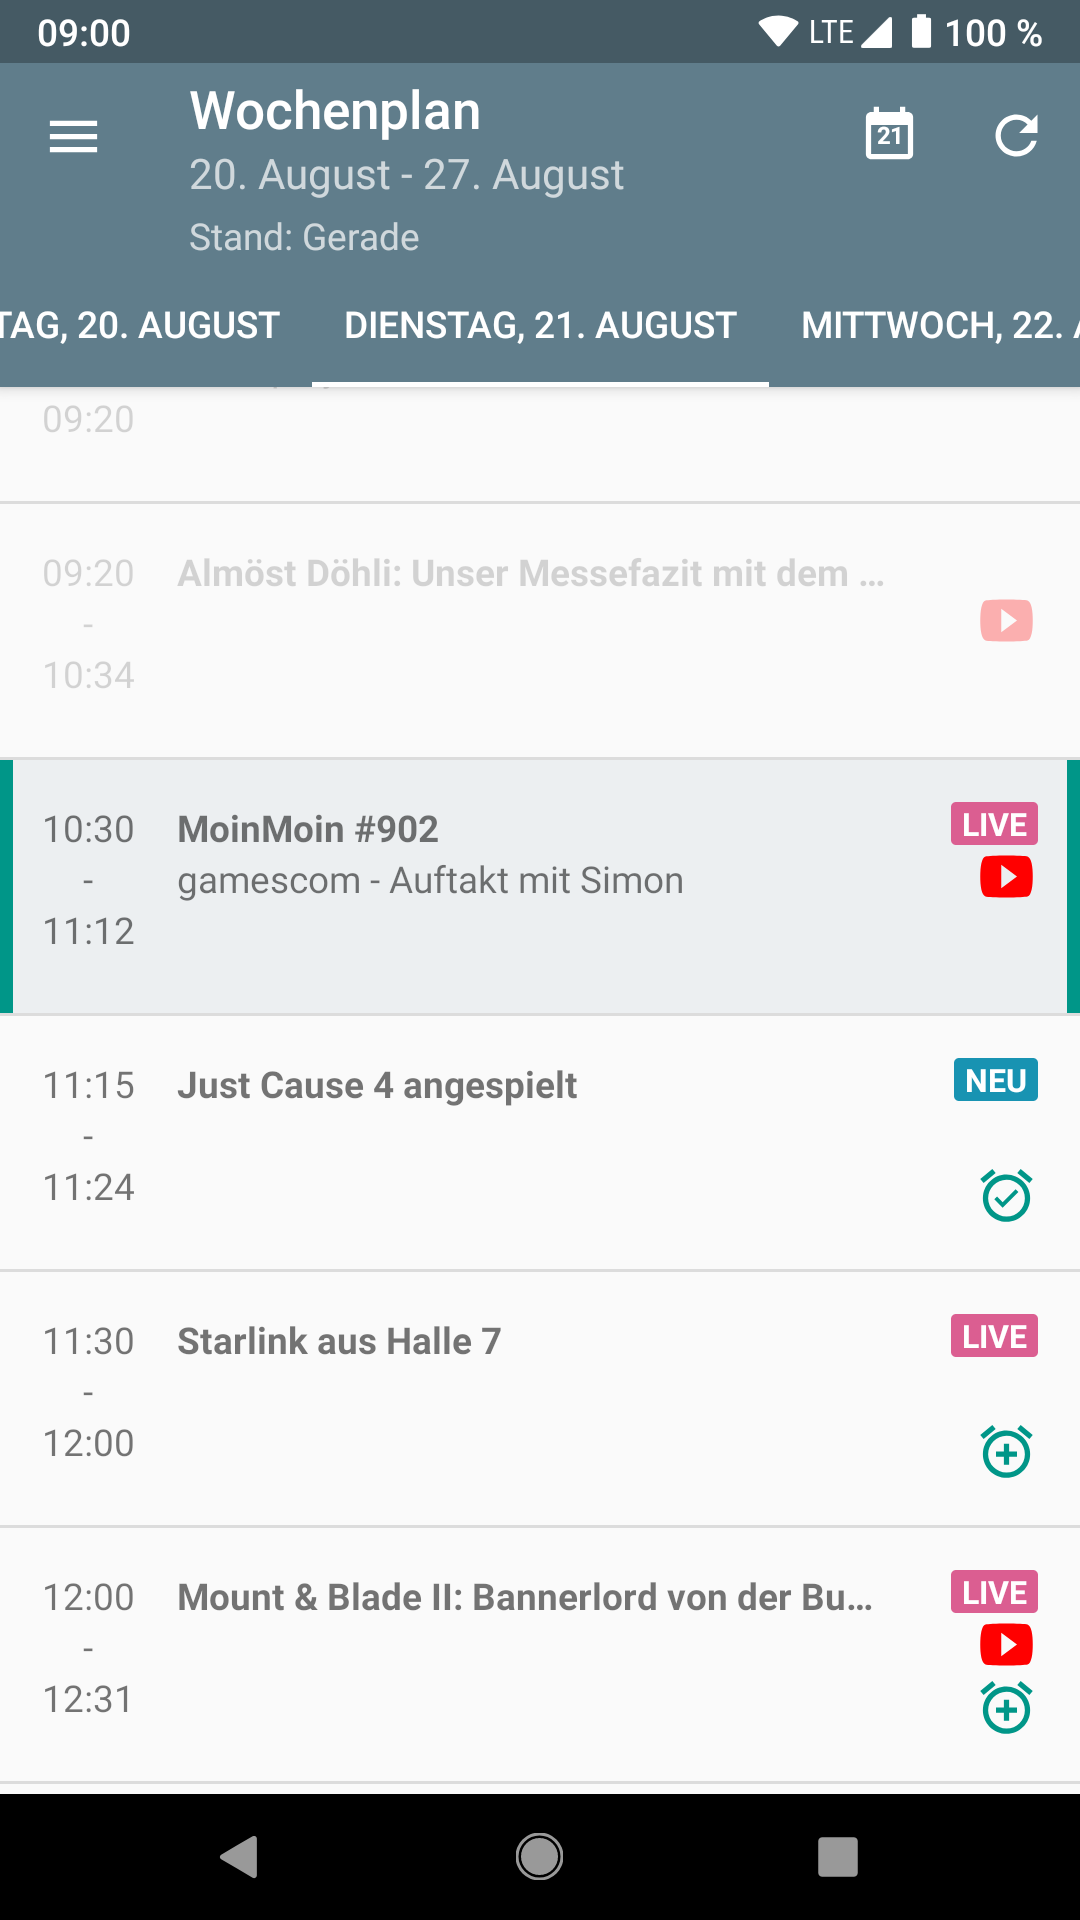 09:00
LTE
100 %
Wochenplan
21
20. August - 27. August
Stand: Gerade
TAG, 20. AUGUST
DIENSTAG, 21. AUGUST
MITTWOCH, 22.
09:20
09:20
Almöst Döhli: Unser Messefazit mit dem ...
-
10:34
10:30
MoinMoin #902
LIVE
-
gamescom - Auftakt mit Simon
11:12
11:15
Just Cause 4 angespielt
NEU
-
11:24
11:30
Starlink aus Halle 7
LIVE
-
12:00
12:00
Mount & Blade II: Bannerlord von der Bu...
LIVE
-
12:31